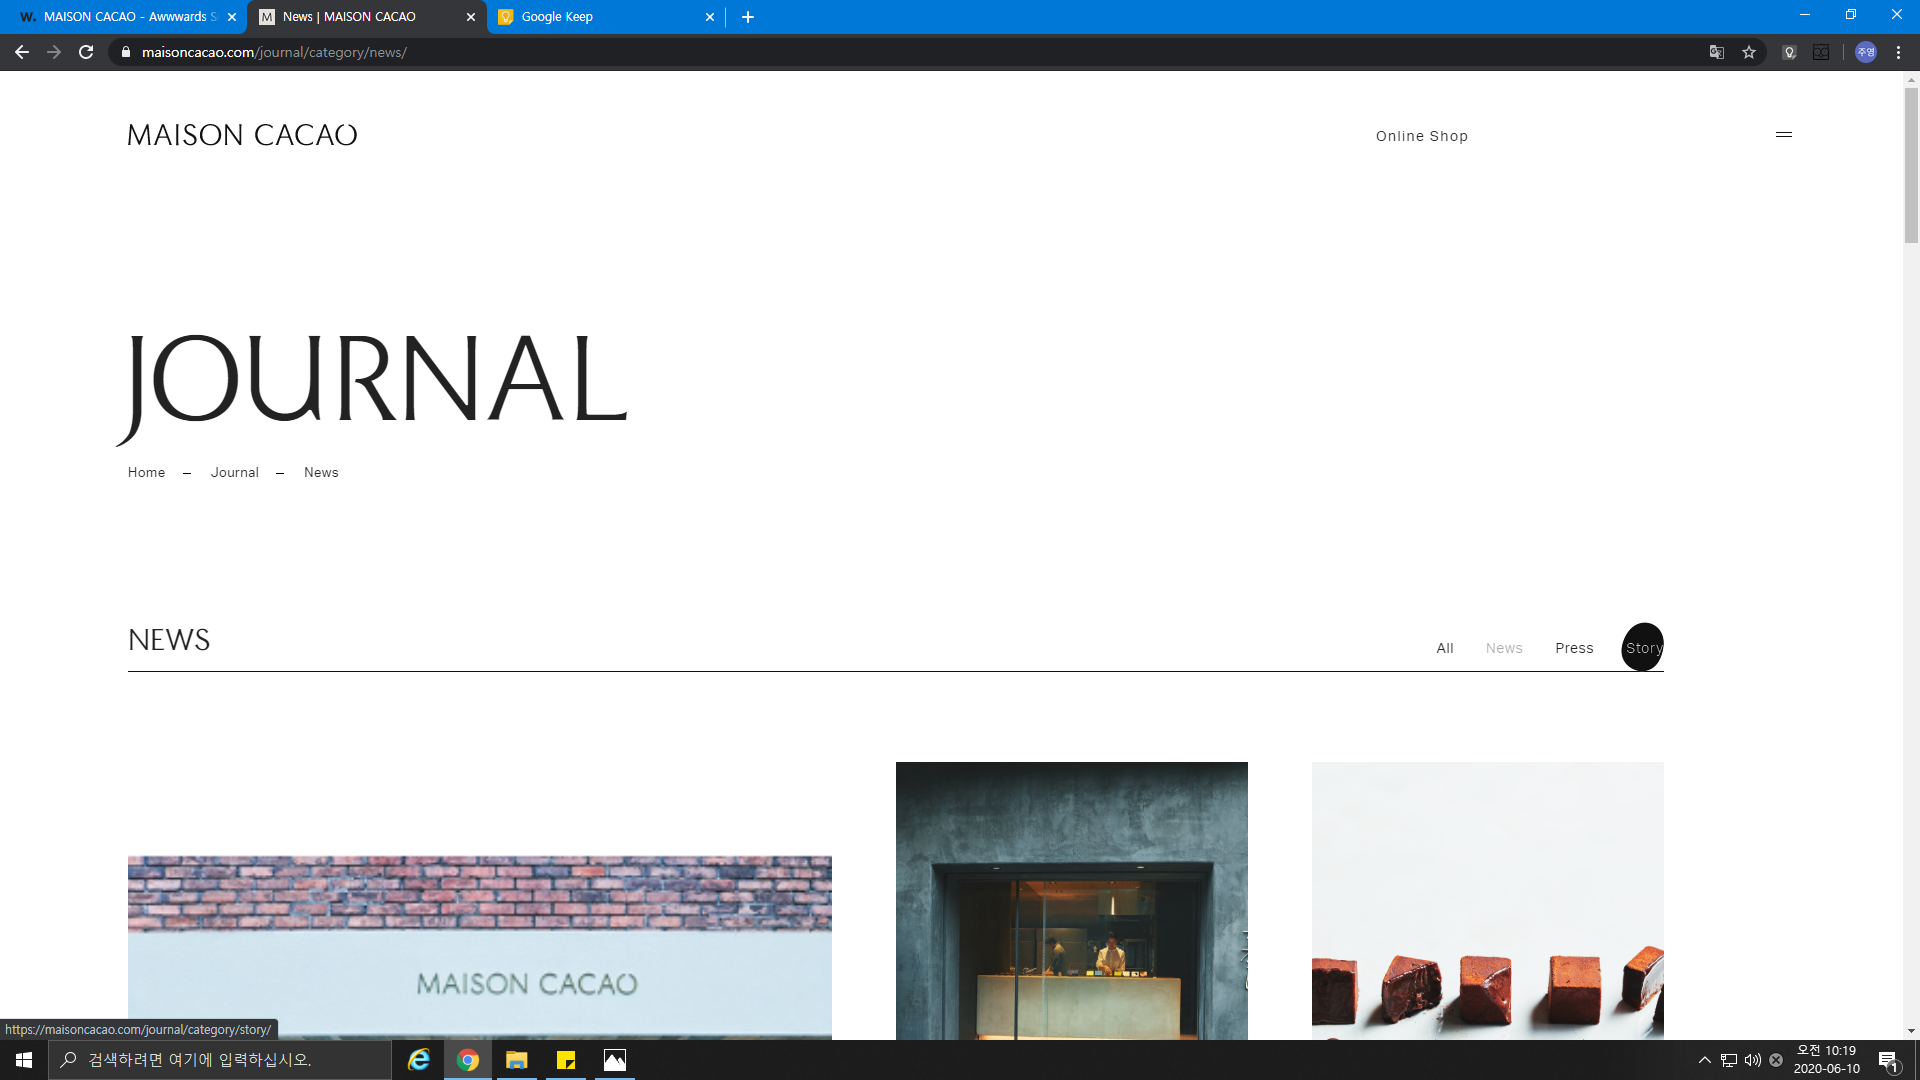 W. MAISON CACAO - Awwwards S
M News | MAISON CACAO
Google Keep
maisoncacao.com/journal/category/news/
주영
MAISON CACAO
Online Shop
JOURNAL
Home – Journal – News
NEWS
All News Press Story
MAISON CACAO
https://maisoncacao.com/journal/category/story/
검색하려면 여기에 입력하십시오.
오전 10:19
2020-06-10
1